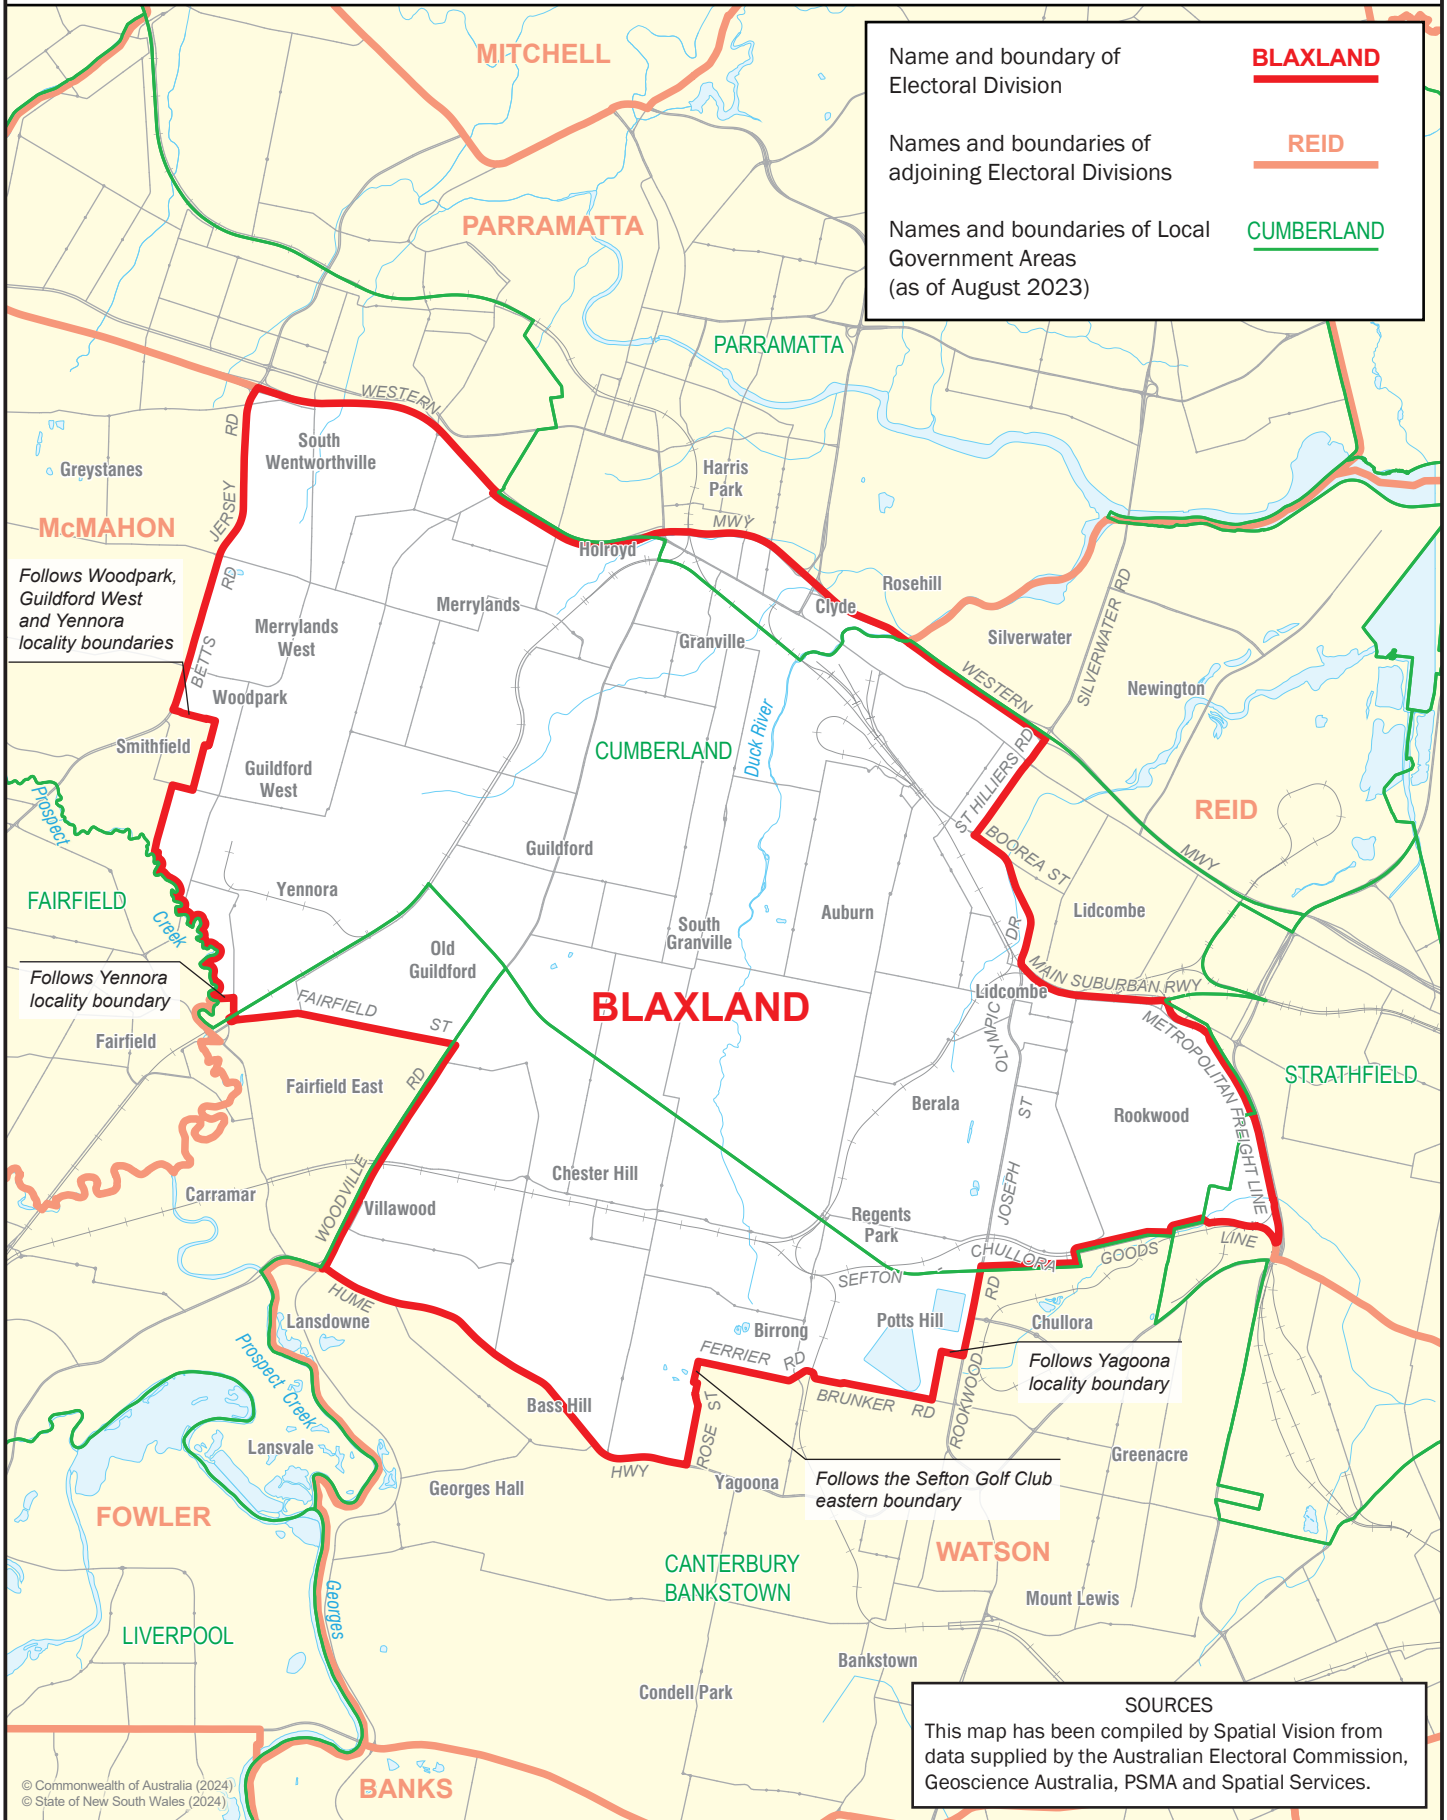 MITCHELL
Name and boundary of
Electoral Division
BLAXLAND
Names and boundaries of
adjoining Electoral Divisions
REID
Names and boundaries of Local
Government Areas
(as of August 2023)
CUMBERLAND
PARRAMATTA
PARRAMATTA
WESTERN
RD
South
Wentworthville
Greystanes
Harris
Park
JERSEY
McMAHON
MWY
Holroyd
Follows Woodpark,
Guildford West
and Yennora
locality boundaries
RD
Rosehill
Merrylands
Clyde
SILVERWATER RD
Merrylands
West
Granville
Silverwater
BETTS
WESTERN
Newington
Woodpark
Duck River
Smithfield
CUMBERLAND
Guildford
West
ST HILLIERS RD
REID
Prospect
Guildford
BOOREA ST
MWY
Yennora
FAIRFIELD
Creek
Auburn
Lidcombe
South
Granville
DR
Old
Guildford
Follows Yennora
locality boundary
MAIN SUBURBAN RWY
Lidcombe
FAIRFIELD
ST
BLAXLAND
OLYMPIC
METROPOLITAN FREIGHT LINE
Fairfield
Fairfield East
RD
STRATHFIELD
Berala
ST
Rookwood
Chester Hill
Carramar
WOODVILLE
Villawood
JOSEPH
Regents
Park
CHULLORA
GOODS
LINE
SEFTON
HUME
RD
Lansdowne
Potts Hill
Chullora
Birrong
Prospect Creek
FERRIER
RD
Follows Yagoona
locality boundary
BRUNKER
RD
ROOKWOOD
Bass Hill
ROSE
ST
Lansvale
Greenacre
HWY
Georges Hall
Yagoona
Follows the Sefton Golf Club
eastern boundary
FOWLER
WATSON
CANTERBURY
BANKSTOWN
Georges
Mount Lewis
LIVERPOOL
Bankstown
Condell Park
SOURCES
This map has been compiled by Spatial Vision from
data supplied by the Australian Electoral Commission,
Geoscience Australia, PSMA and Spatial Services.
BANKS
© Commonwealth of Australia (2024)
© State of New South Wales (2024)